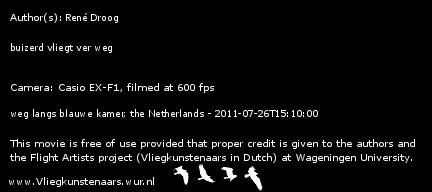 Author(s): René Droog
buizerd vliegt ver weg
Camera: Casio EX-F1, filmed at 600 fps
weg langs blauwe kamer, the Netherlands - 2011-07-26T15:10:00
This movie is free of use provided that proper credit is given to the authors and
the Flight Artists project (Vliegkunstenaars in Dutch) at Wageningen University.
www.Vliegkunstenaars.wur.nl